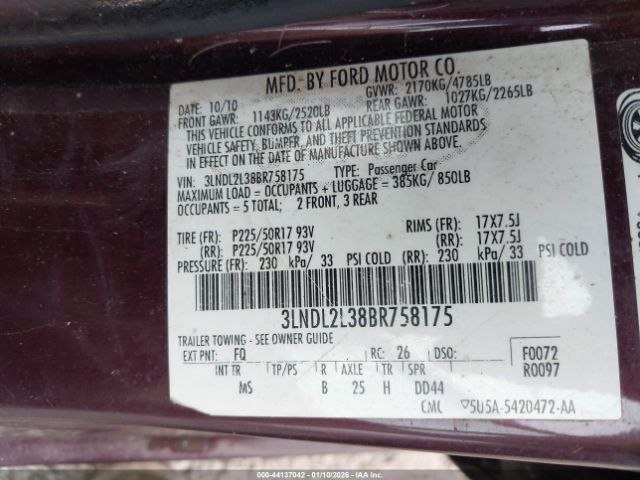 MFD. BY FORD MOTOR CO.
DATE: 10/10 GVWR: 2170KG/4785LB
FRONT GAWR: 1143KG/2520LB REAR GAWR: 1027KG/2265LB
THIS VEHICLE CONFORMS TO ALL APPLICABLE FEDERAL MOTOR
VEHICLE SAFETY, BUMPER, AND THEFT PREVENTION STANDARDS
IN EFFECT ON THE DATE OF MANUFACTURE SHOWN ABOVE.
VIN: 3LNDL2L38BR758175 TYPE: Passenger Car
MAXIMUM LOAD = OCCUPANTS + LUGGAGE = 385KG/ 850LB
OCCUPANTS = 5 TOTAL; 2 FRONT, 3 REAR
TIRE (FR): P225/50R17 93V RIMS (FR): 17X7.5J
(RR): P225/50R17 93V (RR): 17X7.5J
PRESSURE (FR): 230 kPa/ 33 PSI COLD (RR): 230 kPa/33 PSI COLD
3LNDL2L38BR758175
TRAILER TOWING - SEE OWNER GUIDE
EXT PNT: FQ RC: 26 DSO: F0072
INT TR TP/PS R AXLE TR SPR R0097
MS B 25 H DD44
CMC 5U5A-5420472-AA
000-44137042 | 01/10/2026 - IAA, Inc.